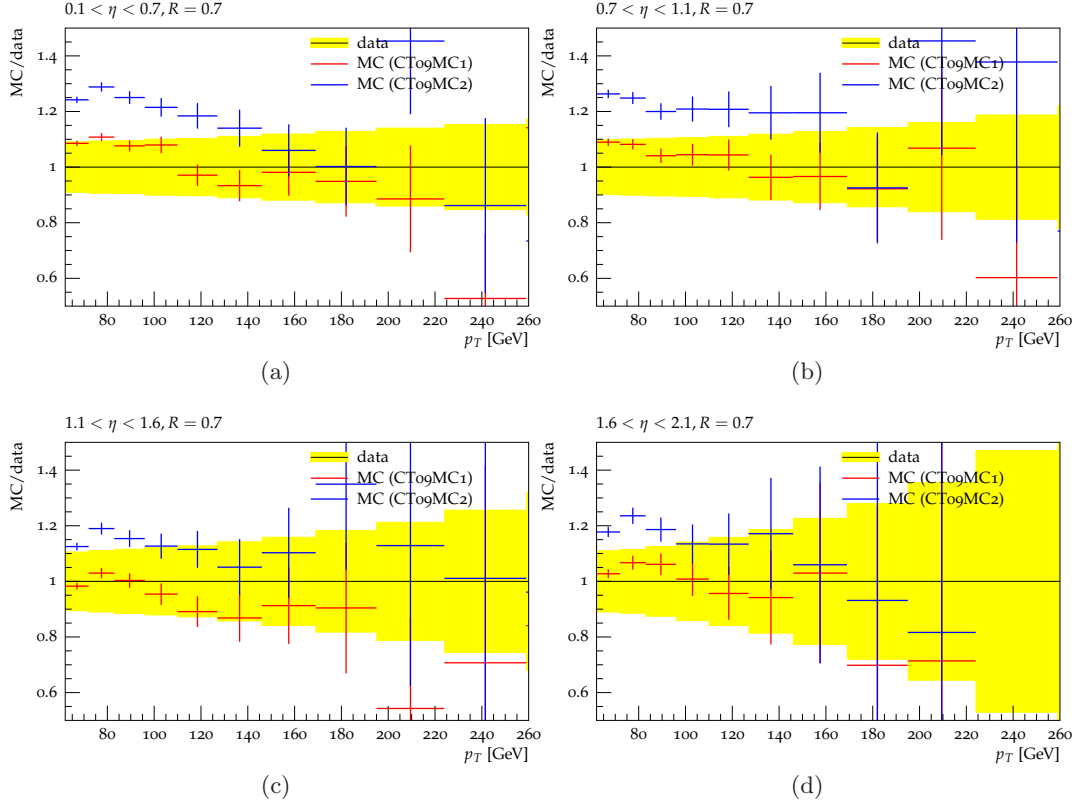 0.1 < η < 0.7, R = 0.7
MC/data
data
MC (CT09MC1)
MC (CT09MC2)
1.4
1.2
1
0.8
0.6
80 100 120 140 160 180 200 220 240 260
p_T [GeV]
(a)
0.7 < η < 1.1, R = 0.7
MC/data
data
MC (CT09MC1)
MC (CT09MC2)
1.4
1.2
1
0.8
0.6
80 100 120 140 160 180 200 220 240 260
p_T [GeV]
(b)
1.1 < η < 1.6, R = 0.7
MC/data
data
MC (CT09MC1)
MC (CT09MC2)
1.4
1.2
1
0.8
0.6
80 100 120 140 160 180 200 220 240 260
p_T [GeV]
(c)
1.6 < η < 2.1, R = 0.7
MC/data
data
MC (CT09MC1)
MC (CT09MC2)
1.4
1.2
1
0.8
0.6
80 100 120 140 160 180 200 220 240 260
p_T [GeV]
(d)